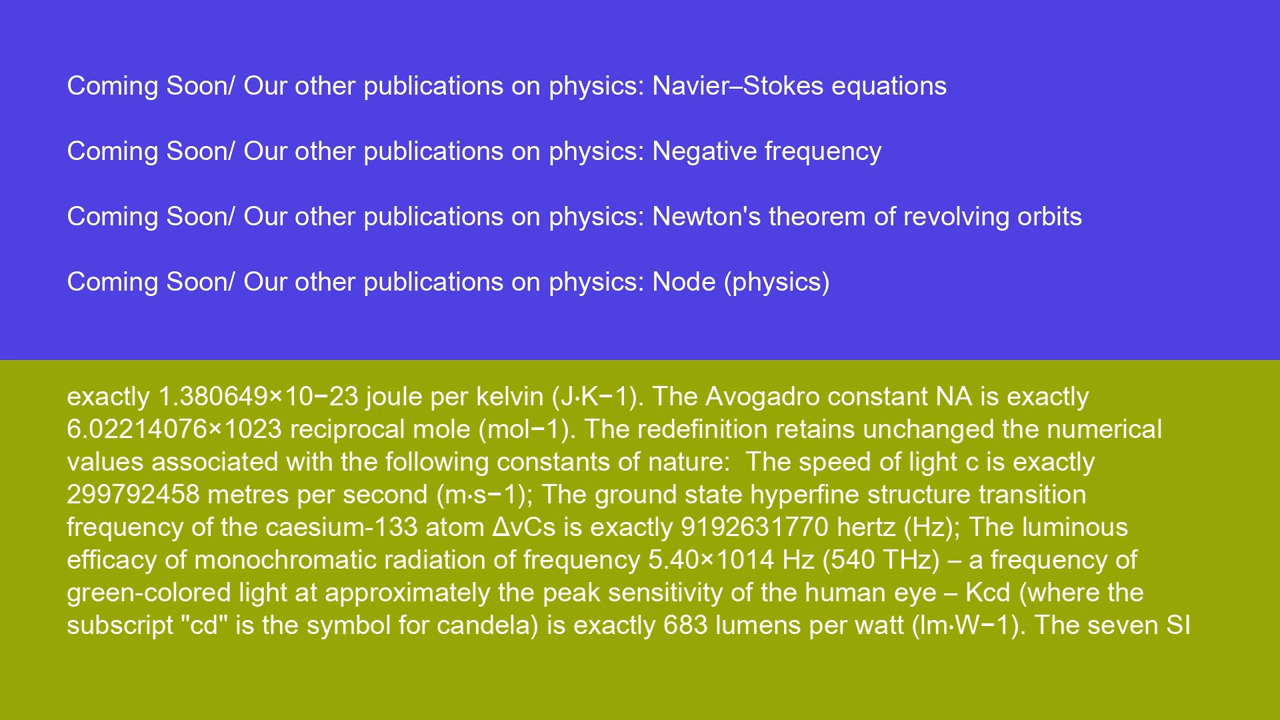 Coming Soon/ Our other publications on physics: Navier–Stokes equations
Coming Soon/ Our other publications on physics: Negative frequency
Coming Soon/ Our other publications on physics: Newton's theorem of revolving orbits
Coming Soon/ Our other publications on physics: Node (physics)
exactly 1.380649×10−23 joule per kelvin (J⋅K−1). The Avogadro constant NA is exactly
6.02214076×1023 reciprocal mole (mol−1). The redefinition retains unchanged the numerical
values associated with the following constants of nature:  The speed of light c is exactly
299792458 metres per second (m⋅s−1); The ground state hyperfine structure transition
frequency of the caesium-133 atom ΔνCs is exactly 9192631770 hertz (Hz); The luminous
efficacy of monochromatic radiation of frequency 5.40×1014 Hz (540 THz) – a frequency of
green-colored light at approximately the peak sensitivity of the human eye – Kcd (where the
subscript "cd" is the symbol for candela) is exactly 683 lumens per watt (lm⋅W−1). The seven SI